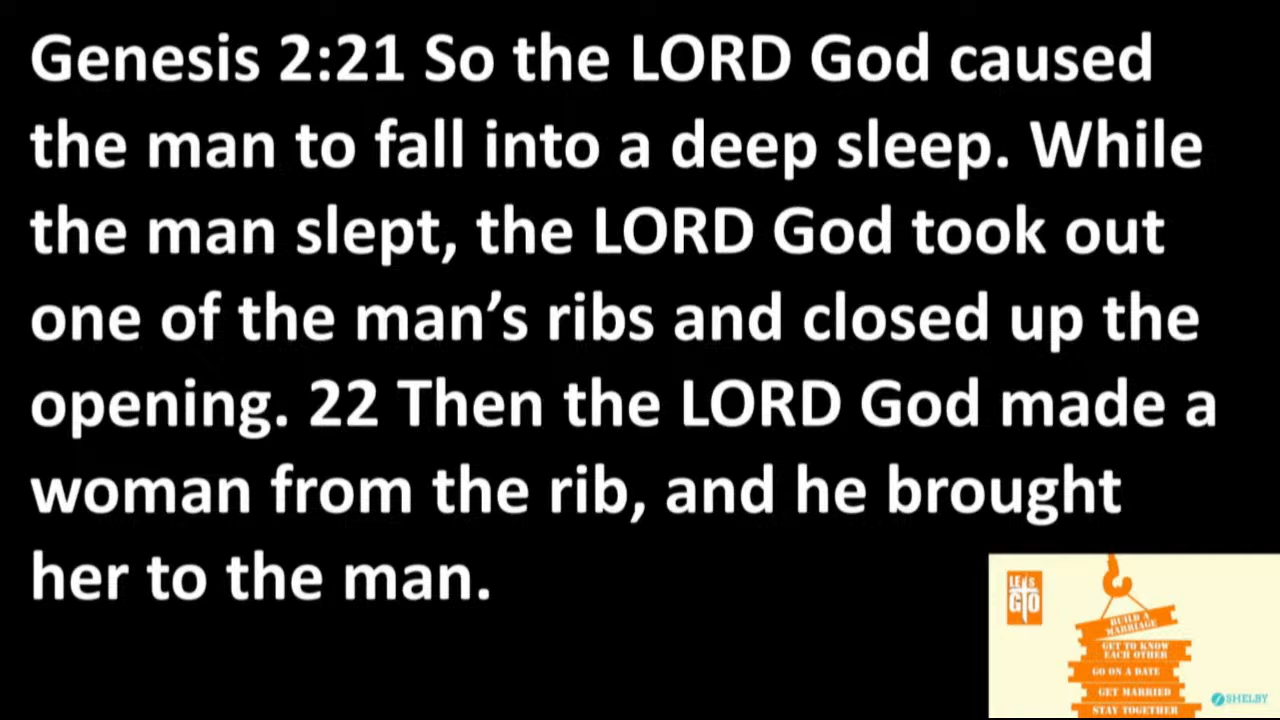 Genesis 2:21 So the LORD God caused
the man to fall into a deep sleep. While
the man slept, the LORD God took out
one of the man’s ribs and closed up the
opening. 22 Then the LORD God made a
woman from the rib, and he brought
her to the man.
LET'S
GO
BUILD A
MARRIAGE
GET TO KNOW
EACH OTHER
GO ON A DATE
GET MARRIED
STAY TOGETHER
SHELBY